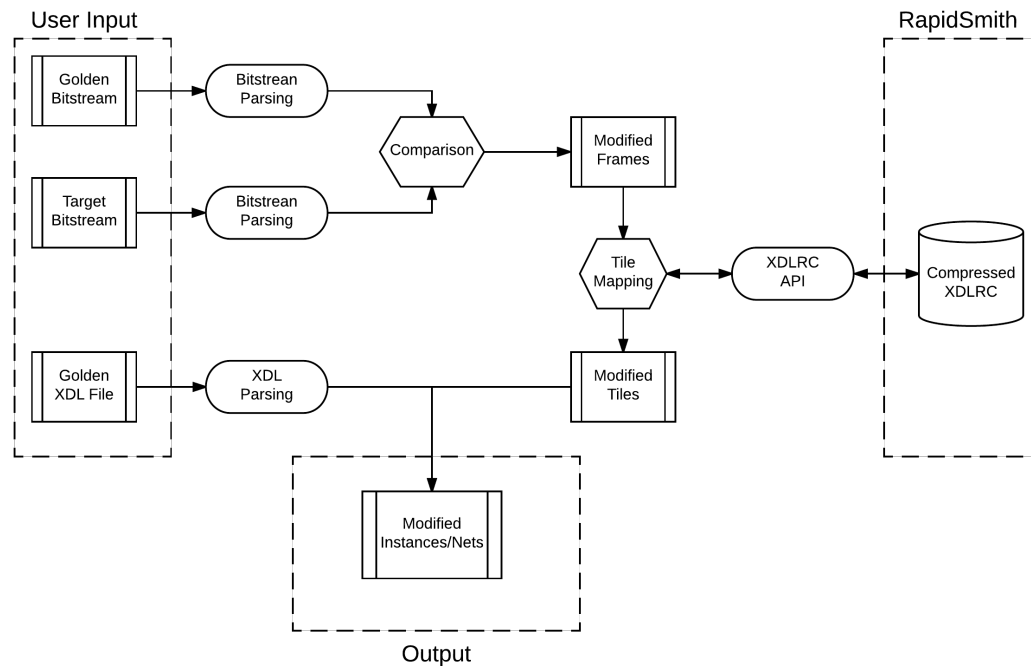 User Input
RapidSmith
Golden
Bitstream
Bitstrean
Parsing
Comparison
Modified
Frames
Target
Bitstream
Bitstrean
Parsing
Tile
Mapping
XDLRC
API
Compressed
XDLRC
Golden
XDL File
XDL
Parsing
Modified
Tiles
Modified
Instances/Nets
Output